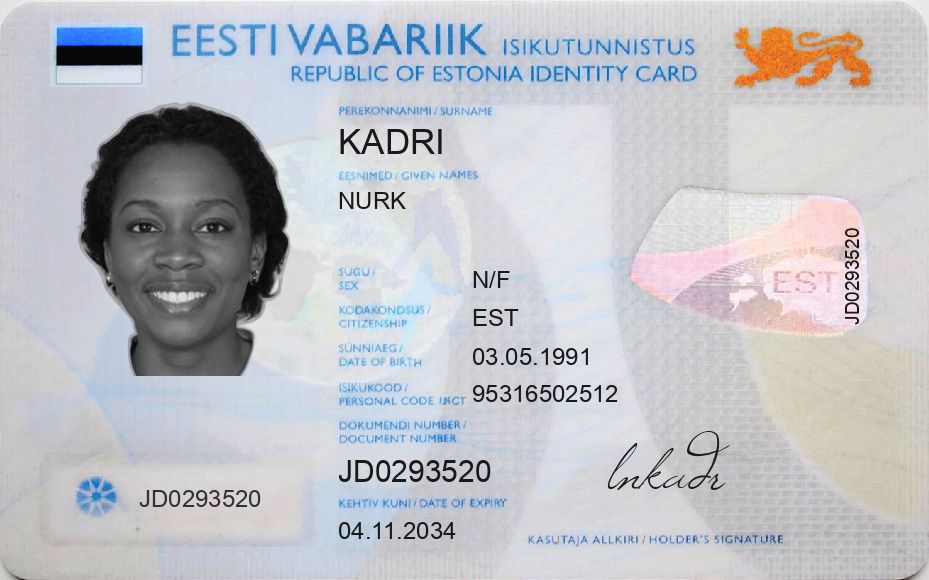 EESTI VABARIIK ISIKUTUNNISTUS
REPUBLIC OF ESTONIA IDENTITY CARD
PEREKONNANIMI / SURNAME
KADRI
EESNIMED / GIVEN NAMES
NURK
SUGU /
SEX
N/F
KODAKONDSUS /
CITIZENSHIP
EST
SÜNNIAEG /
DATE OF BIRTH
03.05.1991
ISIKUKOOD /
PERSONAL CODE
95316502512
DOKUMENDI NUMBER /
DOCUMENT NUMBER
JD0293520
KEHTIV KUNI / DATE OF EXPIRY
04.11.2034
JD0293520
EST
JD0293520
KASUTAJA ALLKIRI / HOLDER'S SIGNATURE